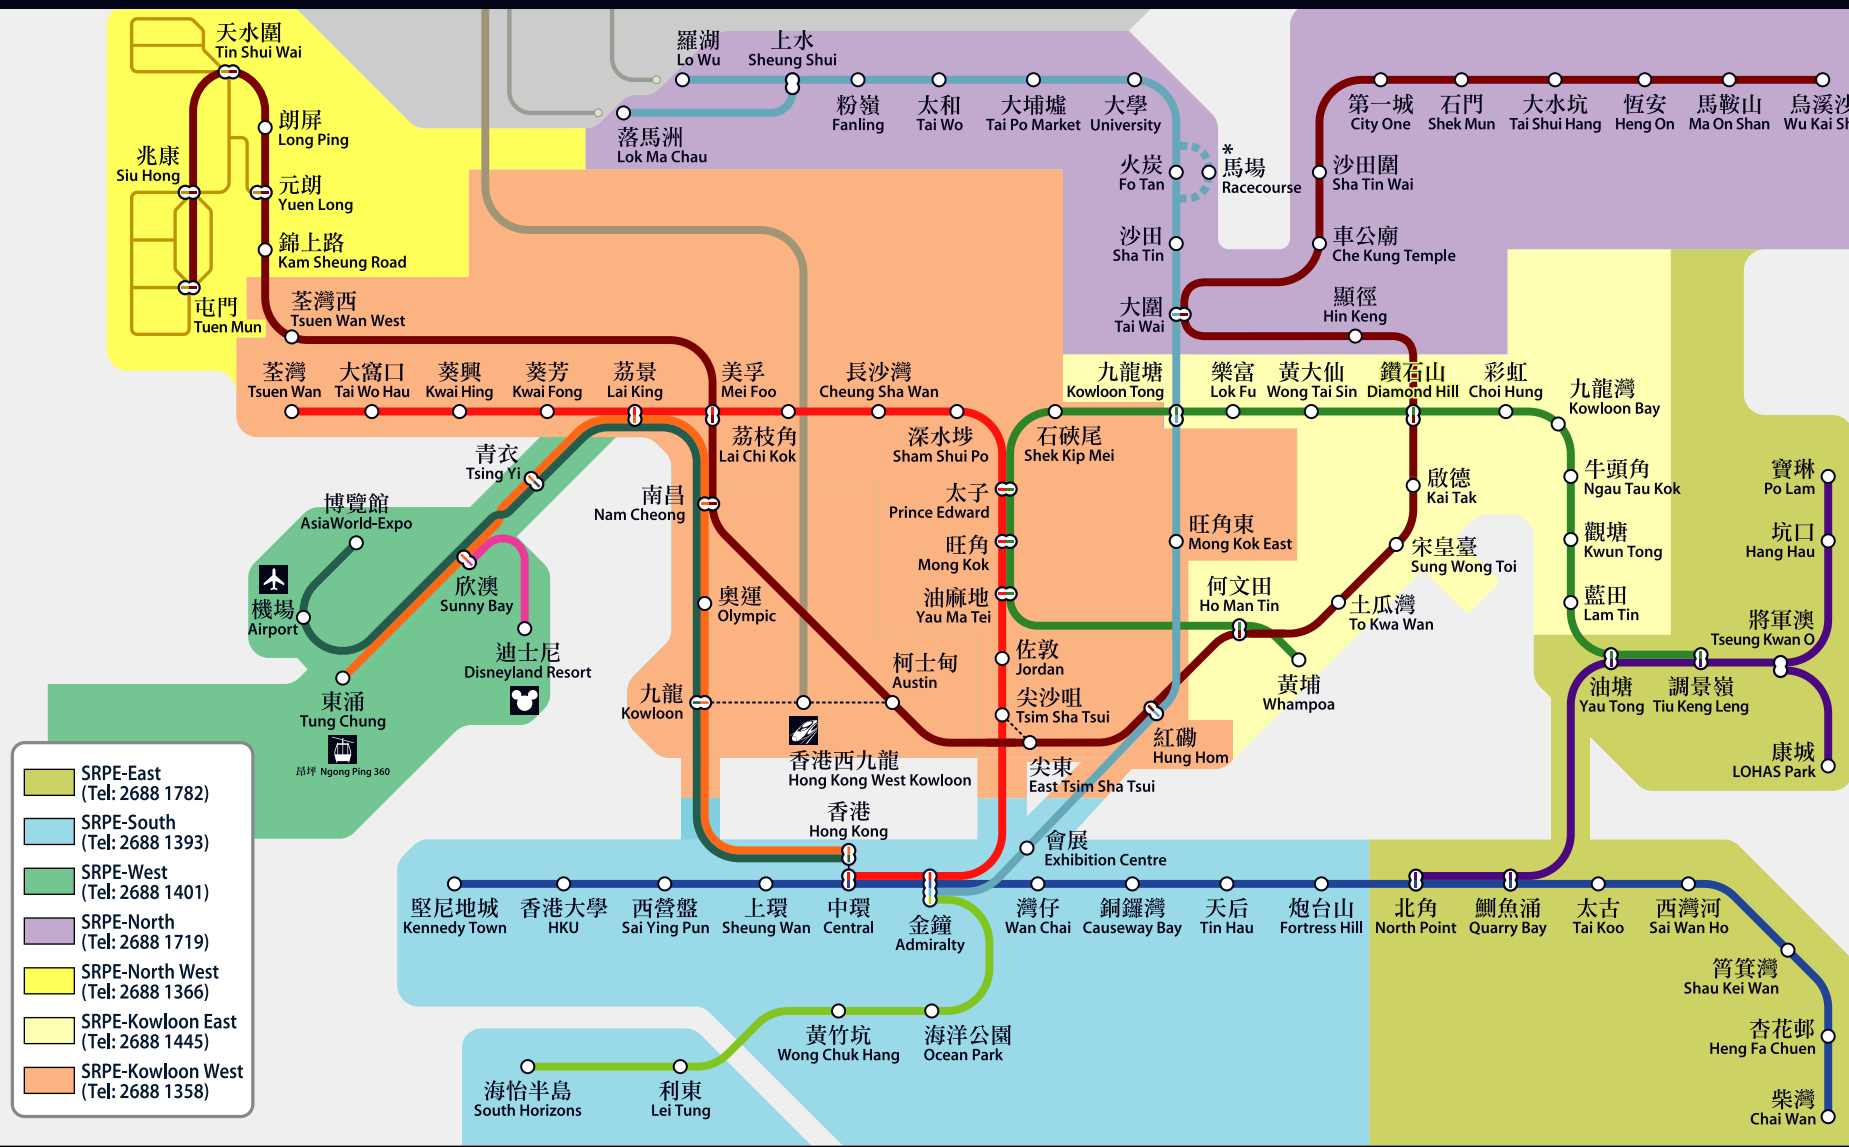 天水圍
Tin Shui Wai
朗屏
Long Ping
兆康
Siu Hong
元朗
Yuen Long
錦上路
Kam Sheung Road
屯門
Tuen Mun
荃灣西
Tsuen Wan West
羅湖
Lo Wu
上水
Sheung Shui
落馬洲
Lok Ma Chau
粉嶺
Fanling
太和
Tai Wo
大埔墟
Tai Po Market
大學
University
火炭
Fo Tan
*
馬場
Racecourse
沙田
Sha Tin
大圍
Tai Wai
第一城
City One
石門
Shek Mun
大水坑
Tai Shui Hang
恆安
Heng On
馬鞍山
Ma On Shan
烏溪沙
Wu Kai Sh
沙田圍
Sha Tin Wai
車公廟
Che Kung Temple
顯徑
Hin Keng
荃灣
Tsuen Wan
大窩口
Tai Wo Hau
葵興
Kwai Hing
葵芳
Kwai Fong
荔景
Lai King
美孚
Mei Foo
荔枝角
Lai Chi Kok
長沙灣
Cheung Sha Wan
深水埗
Sham Shui Po
石硤尾
Shek Kip Mei
九龍塘
Kowloon Tong
樂富
Lok Fu
黃大仙
Wong Tai Sin
鑽石山
Diamond Hill
彩虹
Choi Hung
九龍灣
Kowloon Bay
牛頭角
Ngau Tau Kok
觀塘
Kwun Tong
藍田
Lam Tin
寶琳
Po Lam
坑口
Hang Hau
將軍澳
Tseung Kwan O
油塘
Yau Tong
調景嶺
Tiu Keng Leng
康城
LOHAS Park
青衣
Tsing Yi
博覽館
AsiaWorld-Expo
機場
Airport
欣澳
Sunny Bay
迪士尼
Disneyland Resort
東涌
Tung Chung
昂坪 Ngong Ping 360
南昌
Nam Cheong
奧運
Olympic
九龍
Kowloon
柯士甸
Austin
香港西九龍
Hong Kong West Kowloon
太子
Prince Edward
旺角
Mong Kok
油麻地
Yau Ma Tei
佐敦
Jordan
尖沙咀
Tsim Sha Tsui
尖東
East Tsim Sha Tsui
旺角東
Mong Kok East
紅磡
Hung Hom
何文田
Ho Man Tin
黃埔
Whampoa
啟德
Kai Tak
宋皇臺
Sung Wong Toi
土瓜灣
To Kwa Wan
香港
Hong Kong
會展
Exhibition Centre
堅尼地城
Kennedy Town
香港大學
HKU
西營盤
Sai Ying Pun
上環
Sheung Wan
中環
Central
金鐘
Admiralty
灣仔
Wan Chai
銅鑼灣
Causeway Bay
天后
Tin Hau
炮台山
Fortress Hill
北角
North Point
鰂魚涌
Quarry Bay
太古
Tai Koo
西灣河
Sai Wan Ho
筲箕灣
Shau Kei Wan
杏花邨
Heng Fa Chuen
柴灣
Chai Wan
黃竹坑
Wong Chuk Hang
海洋公園
Ocean Park
海怡半島
South Horizons
利東
Lei Tung
SRPE-East
(Tel: 2688 1782)
SRPE-South
(Tel: 2688 1393)
SRPE-West
(Tel: 2688 1401)
SRPE-North
(Tel: 2688 1719)
SRPE-North West
(Tel: 2688 1366)
SRPE-Kowloon East
(Tel: 2688 1445)
SRPE-Kowloon West
(Tel: 2688 1358)